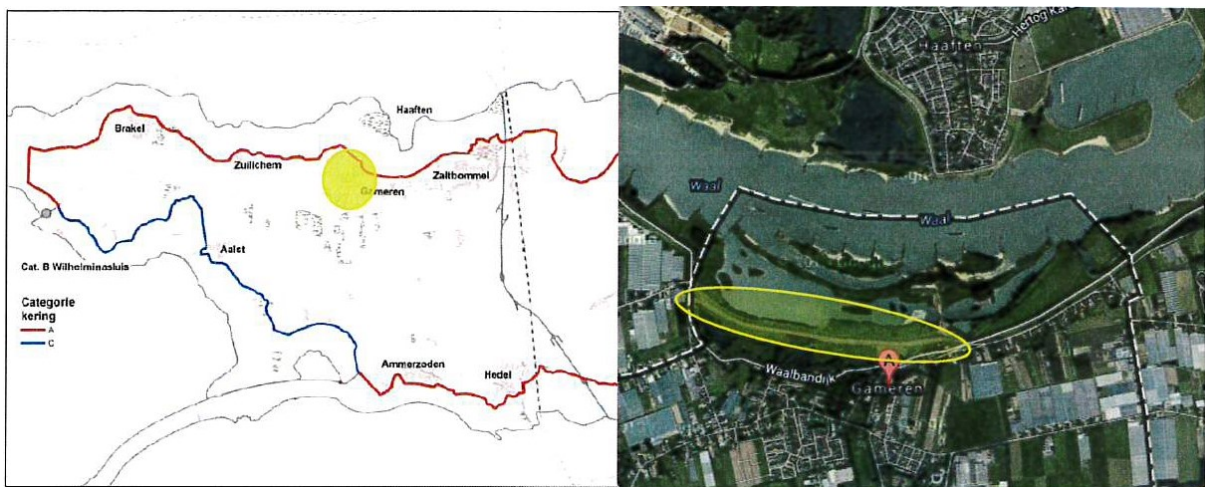 Haaften
Brakel
Zuilichem
Gameren
Zaltbommel
Aalst
Cat. B Wilhelminasluis
Categorie
kering
A
C
Ammerzoden
Hedel
Haaften
Waal
Waal
Waalbandijk
A
Gameren